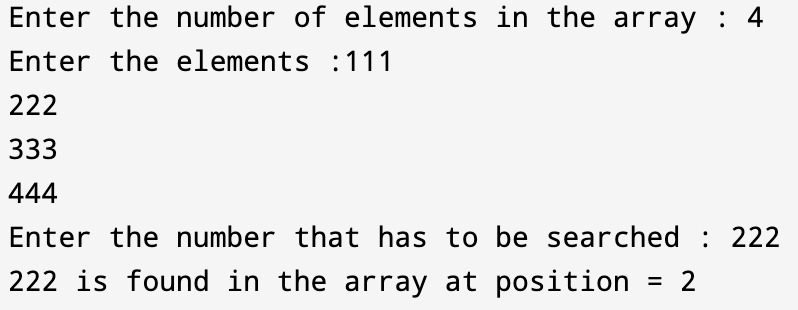 Enter the number of elements in the array : 4
Enter the elements :111
222
333
444
Enter the number that has to be searched : 222
222 is found in the array at position = 2